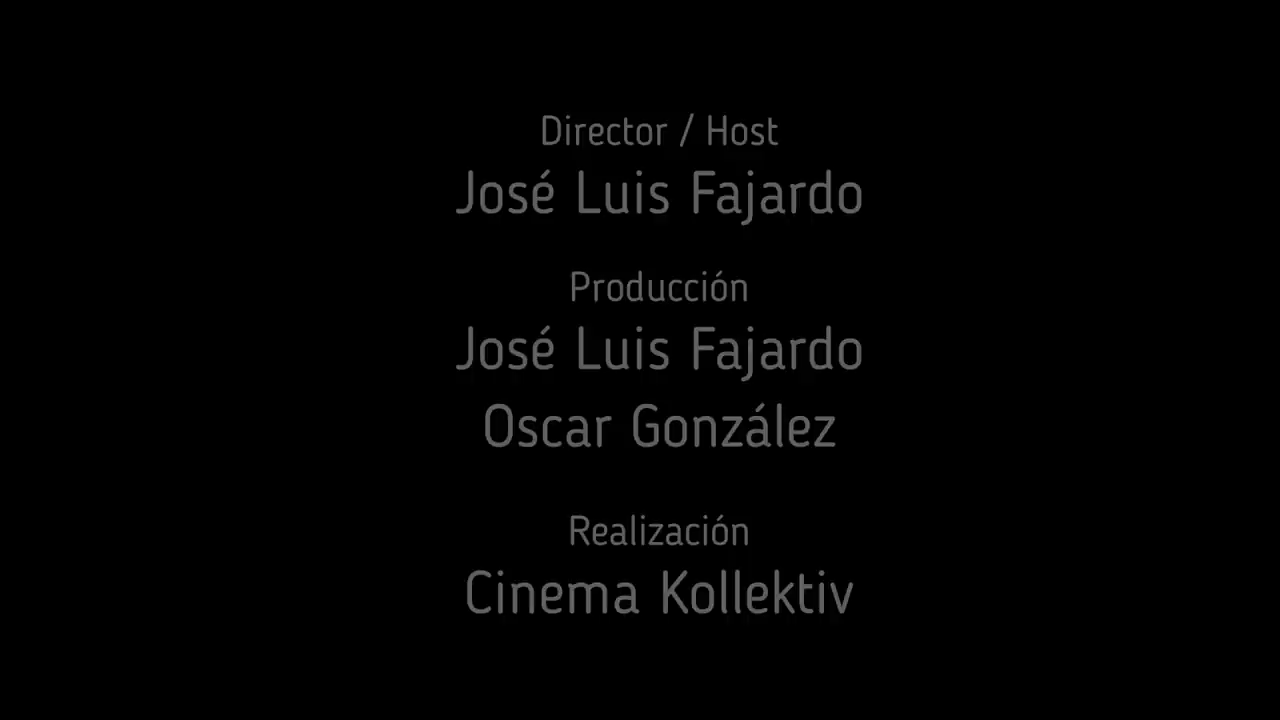 Director / Host
José Luis Fajardo
Producción
José Luis Fajardo
Oscar González
Realización
Cinema Kollektiv